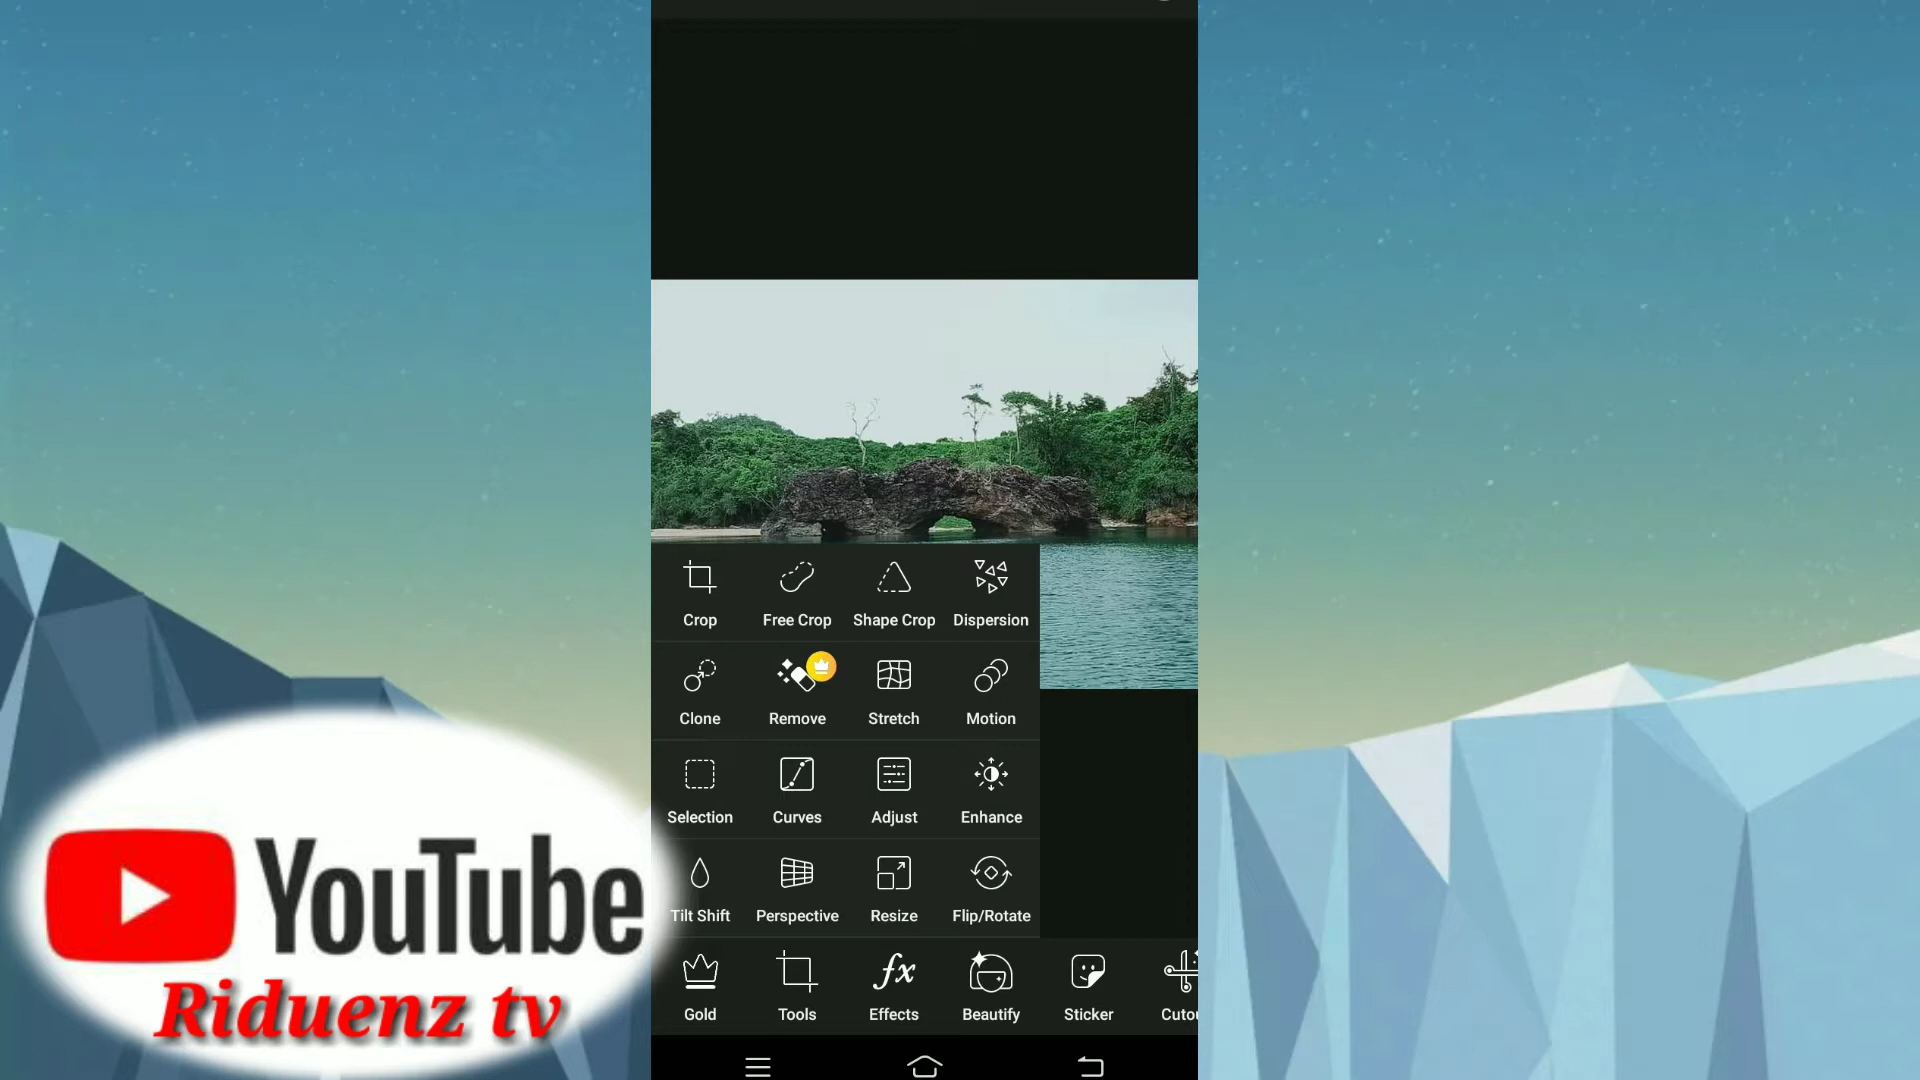 Crop Free Crop Shape Crop Dispersion
Clone Remove Stretch Motion
Selection Curves Adjust Enhance
Tilt Shift Perspective Resize Flip/Rotate
Gold Tools Effects Beautify Sticker Cutou
YouTube
Riduenz tv